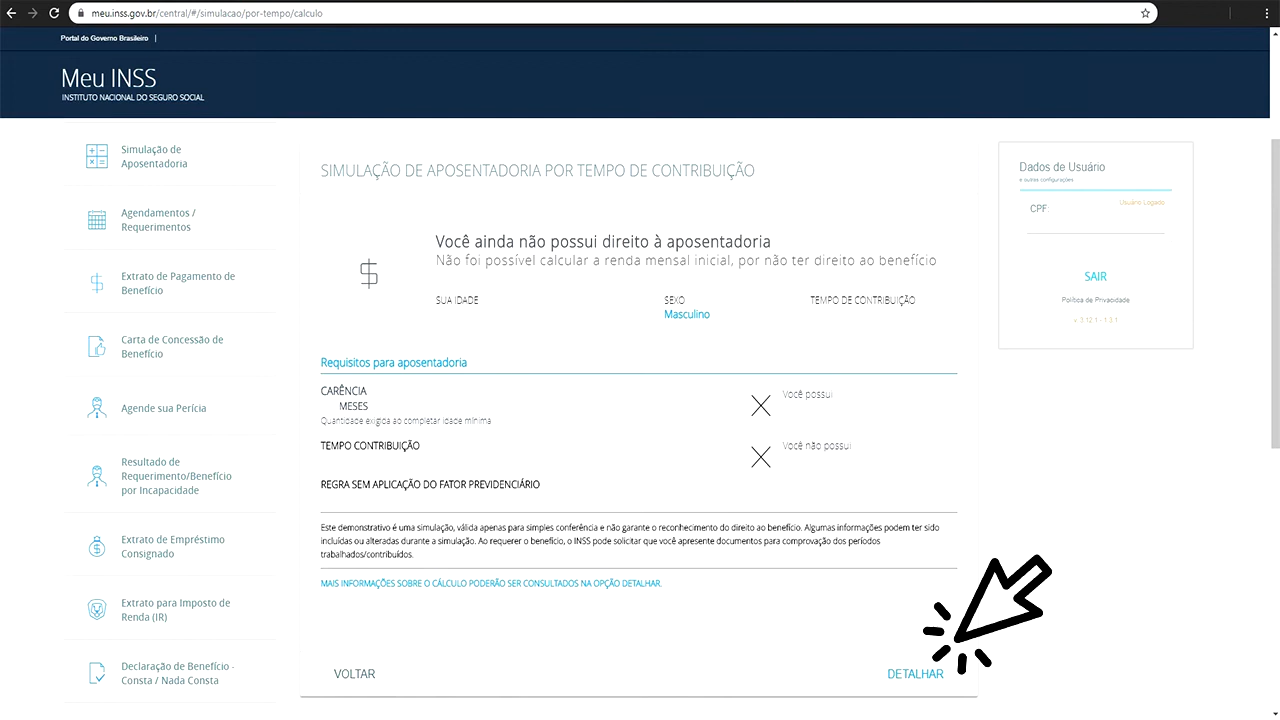 meu.inss.gov.br/central/#/simulacao/por-tempo/calculo
Portal do Governo Brasileiro |
Meu INSS
INSTITUTO NACIONAL DO SEGURO SOCIAL
Simulação de
Aposentadoria
Agendamentos /
Requerimentos
Extrato de Pagamento de
Benefício
Carta de Concessão de
Benefício
Agende sua Perícia
Resultado de
Requerimento/Benefício
por Incapacidade
Extrato de Empréstimo
Consignado
Extrato para Imposto de
Renda (IR)
Declaração de Benefício -
Consta / Nada Consta
SIMULAÇÃO DE APOSENTADORIA POR TEMPO DE CONTRIBUIÇÃO
Você ainda não possui direito à aposentadoria
Não foi possível calcular a renda mensal inicial, por não ter direito ao benefício
SUA IDADE SEXO TEMPO DE CONTRIBUIÇÃO
Masculino
Requisitos para aposentadoria
CARÊNCIA
MESES
Quantidade exigica ao completar idade mínima
Você possui
TEMPO CONTRIBUIÇÃO
Você não possui
REGRA SEM APLICAÇÃO DO FATOR PREVIDENCIÁRIO
Este demonstrativo é uma simulação, válida apenas para simples conferência e não garante o reconhecimento do direito ao benefício. Algumas informações podem ter sido
incluídas ou alteradas durante a simulação. Ao requerer o benefício, o INSS pode solicitar que você apresente documentos para comprovação dos períodos
trabalhados/contribuídos.
MAIS INFORMAÇÕES SOBRE O CÁLCULO PODERÃO SER CONSULTADOS NA OPÇÃO DETALHAR.
VOLTAR DETALHAR
Dados de Usuário
e outras configurações
Usuário Logado
CPF:
SAIR
Política de Privacidade
v 3.12.1 - 1.3.1